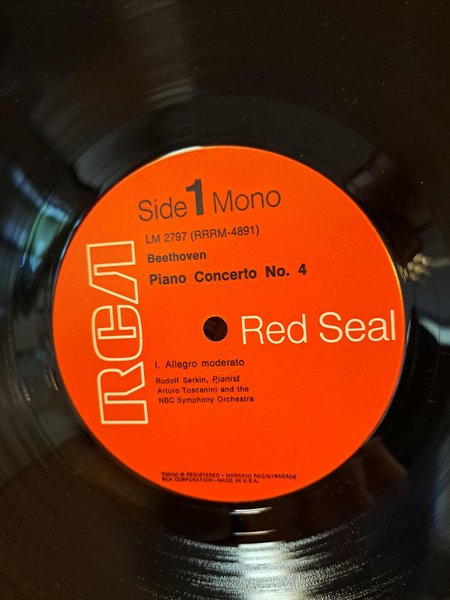 Side 1 Mono
LM 2797 (RRRM-4891)
Beethoven
Piano Concerto No. 4
RCA
Red Seal
I. Allegro moderato
Rudolf Serkin, Pianist
Arturo Toscanini and the
NBC Symphony Orchestra
TMK(s) ® REGISTERED • MARCA(s) REGISTRADA(s)
RCA CORPORATION—MADE IN U.S.A.